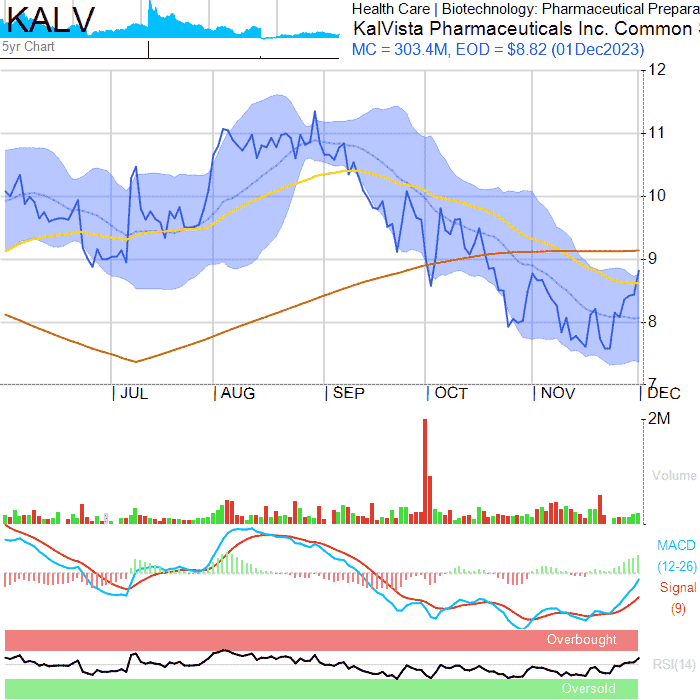 KALV
5yr Chart
Health Care | Biotechnology: Pharmaceutical Prepara
KalVista Pharmaceuticals Inc. Common
MC = 303.4M, EOD = $8.82 (01Dec2023)
12
11
10
9
8
7
JUL
AUG
SEP
OCT
NOV
DEC
2M
Volume
MACD
(12-26)
Signal
(9)
Overbought
RSI(14)
Oversold